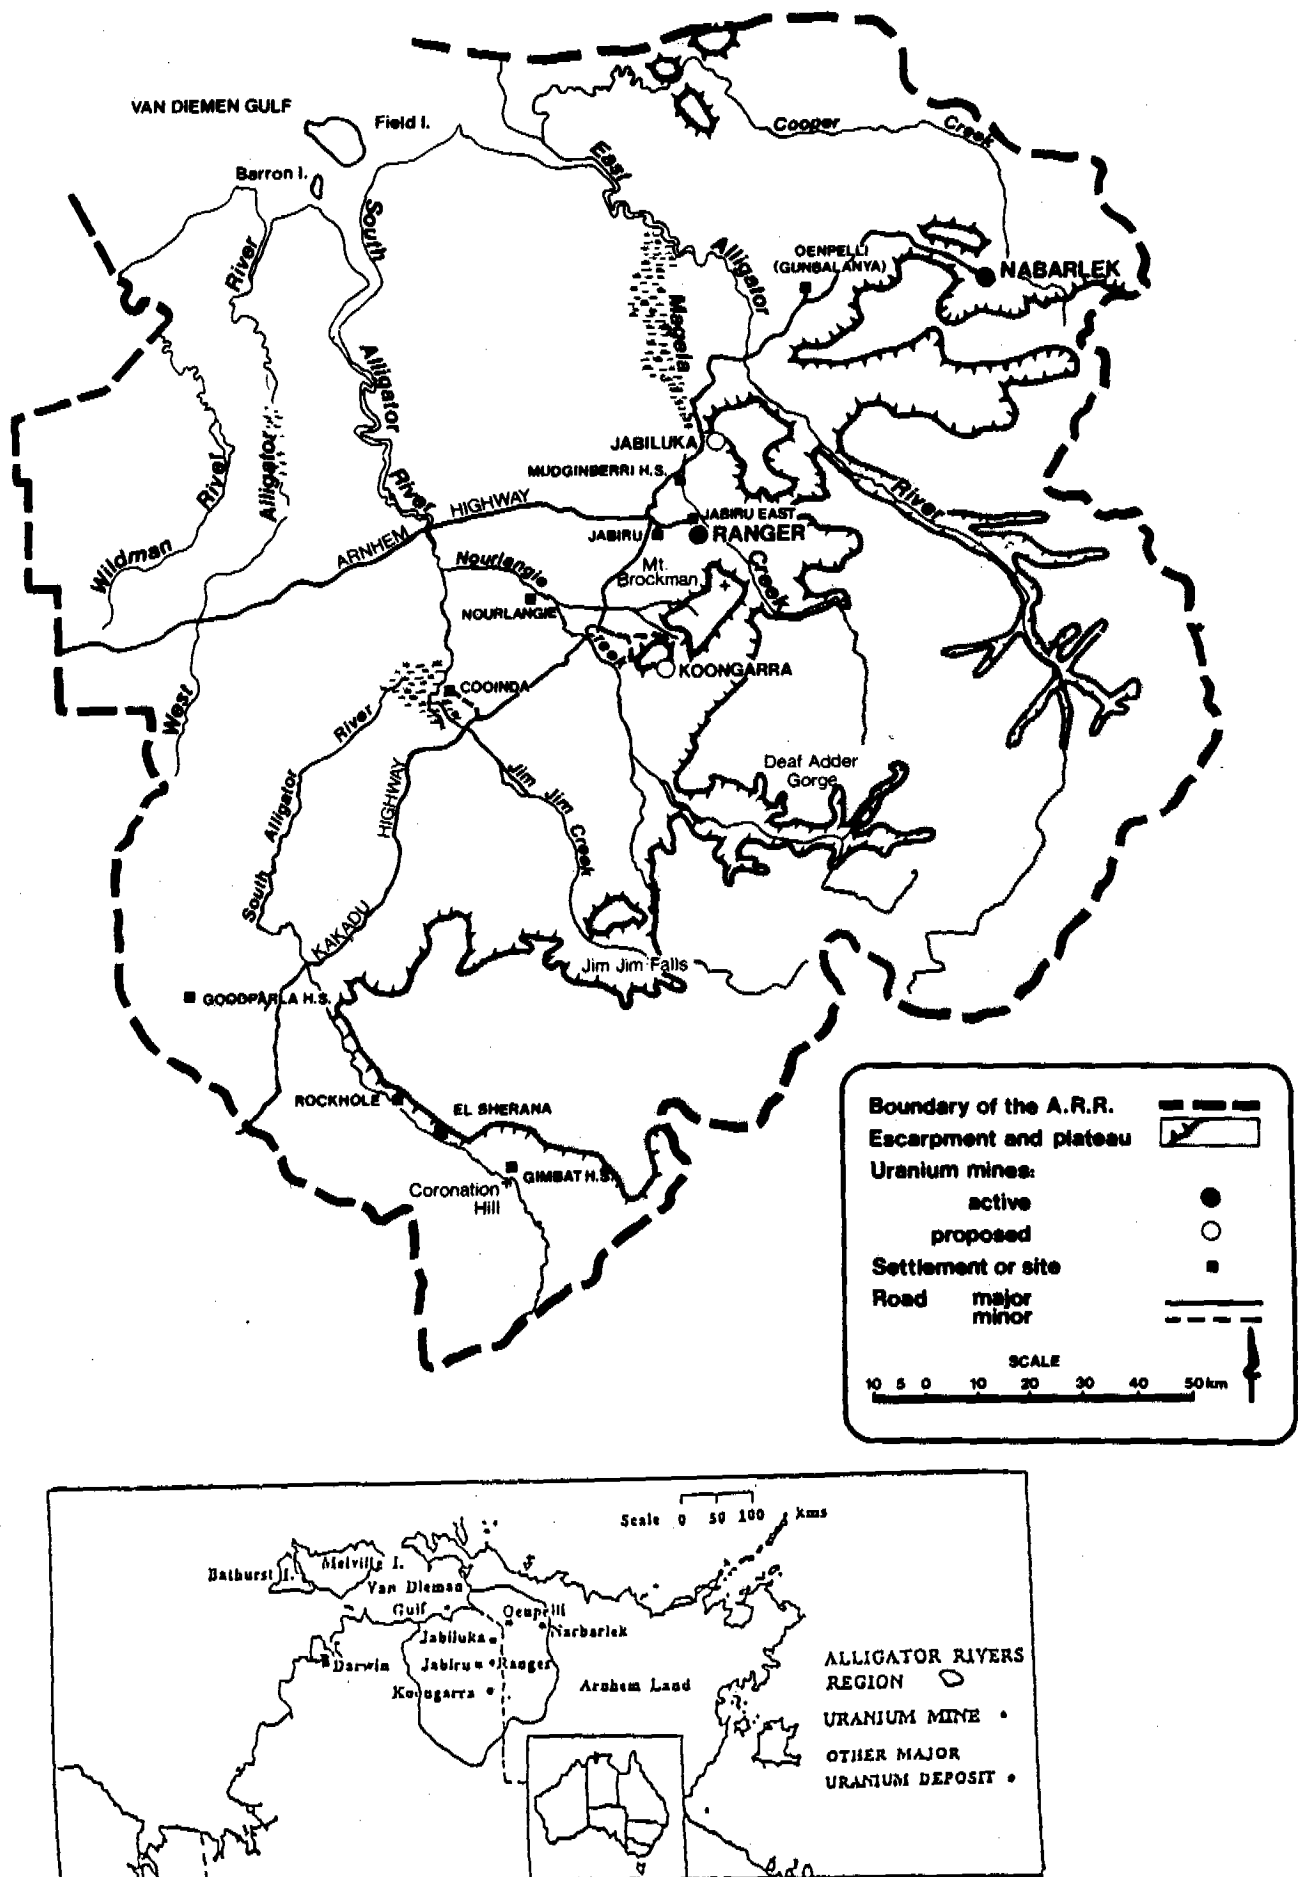 VAN DIEMEN GULF
Field I.
Barron I.
Cooper
Creek
East
Alligator
River
South
Alligator
River
River
Alligator
West
Wildman
River
Magela
Creek
OENPELLI
(GUNBALANYA)
NABARLEK
JABILUKA
MUDGINBERRI H.S.
JABIRU EAST
JABIRU
RANGER
ARNHEM
HIGHWAY
Mt.
Brockman
Nourlangie
Creek
NOURLANGIE
KOONGARRA
COOINDA
South
Alligator
River
KAKADU
HIGHWAY
Jim Jim Creek
Deaf Adder
Gorge
Jim Jim Falls
GOODPARLA H.S.
ROCKHOLE
EL SHERANA
GIMBAT H.S.
Coronation
Hill
Boundary of the A.R.R.
Escarpment and plateau
Uranium mines:
active
proposed
Settlement or site
Road major
minor
SCALE
10 5 0 10 20 30 40 50km
Scale 0 50 100 kms
Bathurst I.
Melville I.
Van Dieman
Gulf
Oenpelli
Narbarlek
Jabiluka
Darwin
Jabiru
Ranges
Koongarra
Arnhem Land
ALLIGATOR RIVERS
REGION
URANIUM MINE
OTHER MAJOR
URANIUM DEPOSIT